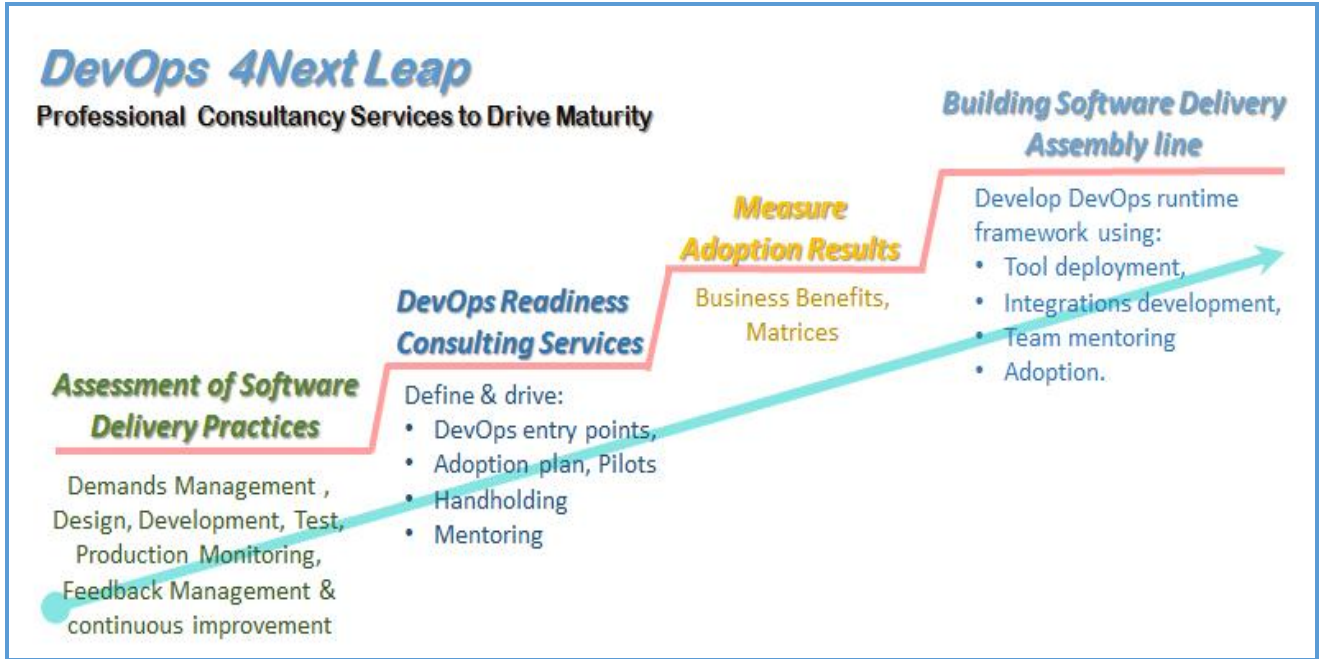 DevOps 4Next Leap
Professional Consultancy Services to Drive Maturity
Assessment of Software
Delivery Practices
Demands Management ,
Design, Development, Test,
Production Monitoring,
Feedback Management &
continuous improvement
DevOps Readiness
Consulting Services
Define & drive:
• DevOps entry points,
• Adoption plan, Pilots
• Handholding
• Mentoring
Measure
Adoption Results
Business Benefits,
Matrices
Building Software Delivery
Assembly line
Develop DevOps runtime
framework using:
• Tool deployment,
• Integrations development,
• Team mentoring
• Adoption.